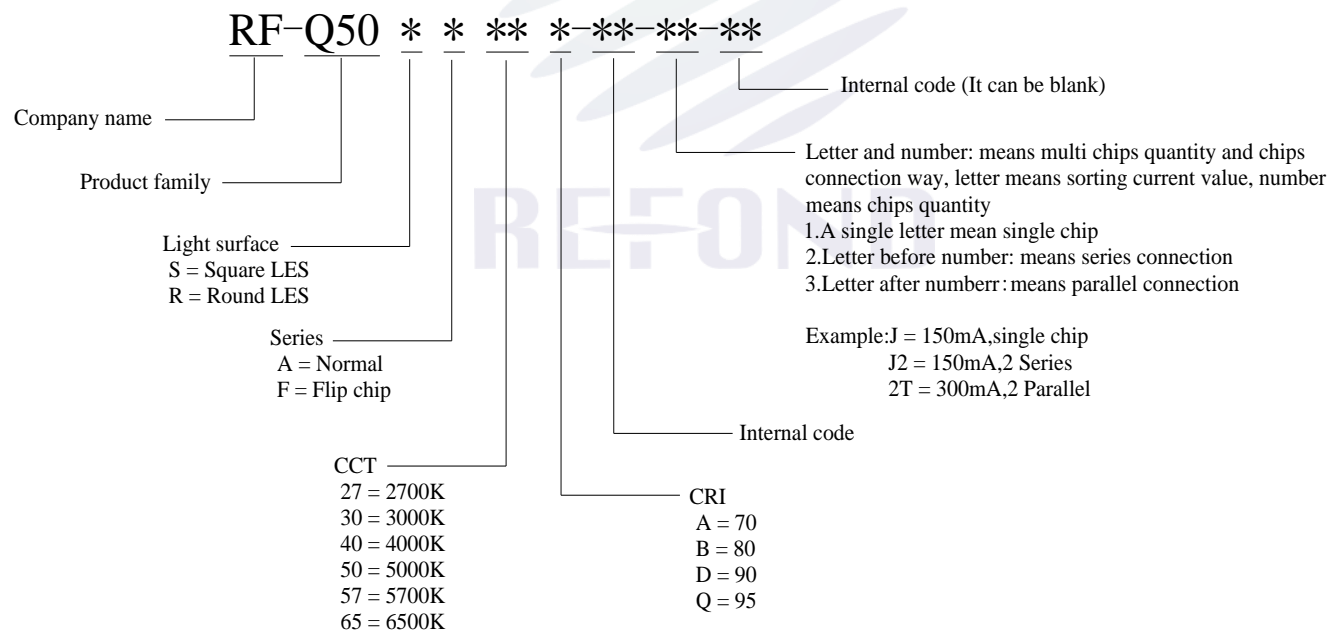 RF-Q50 * * ** *-**-**-**
Internal code (It can be blank)
Company name
Letter and number: means multi chips quantity and chips
connection way, letter means sorting current value, number
means chips quantity
1.A single letter mean single chip
2.Letter before number: means series connection
3.Letter after numberr：means parallel connection
Example:J = 150mA,single chip
J2 = 150mA,2 Series
2T = 300mA,2 Parallel
Product family
REFOND
Light surface
S = Square LES
R = Round LES
Series
A = Normal
F = Flip chip
Internal code
CCT
27 = 2700K
30 = 3000K
40 = 4000K
50 = 5000K
57 = 5700K
65 = 6500K
CRI
A = 70
B = 80
D = 90
Q = 95